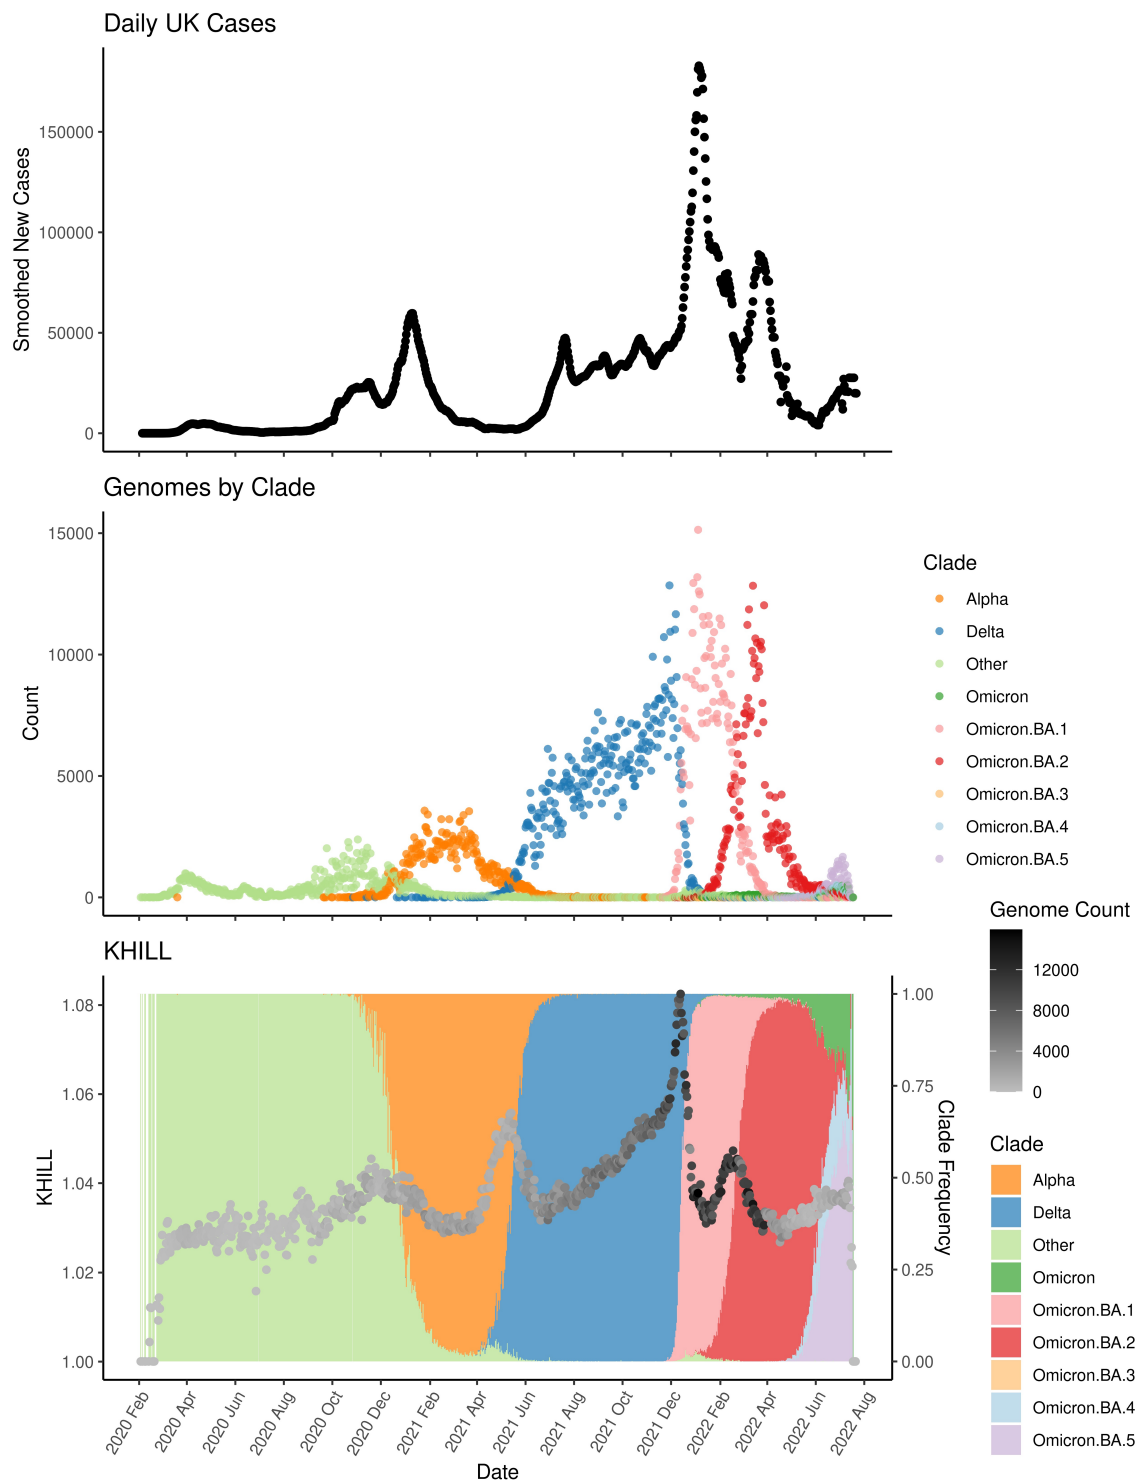 Daily UK Cases
Smoothed New Cases
150000
100000
50000
0
Genomes by Clade
Count
15000
10000
5000
0
Clade
Alpha
Delta
Other
Omicron
Omicron.BA.1
Omicron.BA.2
Omicron.BA.3
Omicron.BA.4
Omicron.BA.5
KHILL
KHILL
1.08
1.06
1.04
1.02
1.00
1.00
0.75
0.50
0.25
0.00
Clade Frequency
Genome Count
12000
8000
4000
0
Clade
Alpha
Delta
Other
Omicron
Omicron.BA.1
Omicron.BA.2
Omicron.BA.3
Omicron.BA.4
Omicron.BA.5
2020 Feb
2020 Apr
2020 Jun
2020 Aug
2020 Oct
2020 Dec
2021 Feb
2021 Apr
2021 Jun
2021 Aug
2021 Oct
2021 Dec
2022 Feb
2022 Apr
2022 Jun
2022 Aug
Date